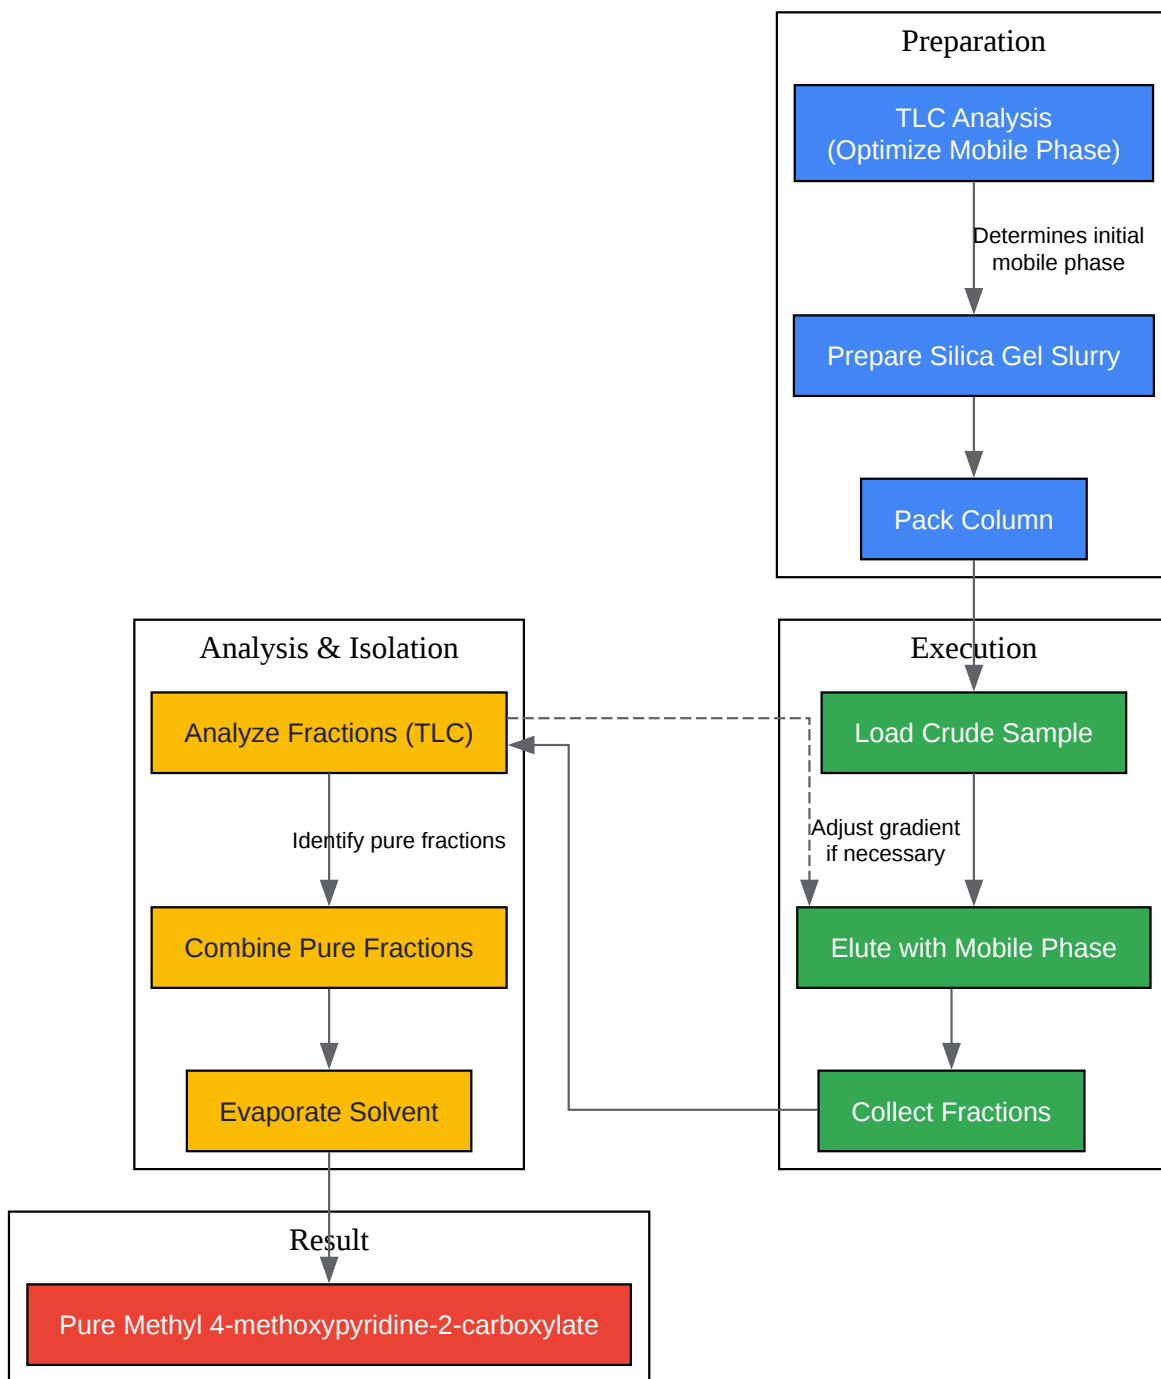 Preparation
TLC Analysis
(Optimize Mobile Phase)
Determines initial
mobile phase
Prepare Silica Gel Slurry
Pack Column
Execution
Load Crude Sample
Adjust gradient
if necessary
Elute with Mobile Phase
Collect Fractions
Analysis & Isolation
Analyze Fractions (TLC)
Identify pure fractions
Combine Pure Fractions
Evaporate Solvent
Result
Pure Methyl 4-methoxypyridine-2-carboxylate